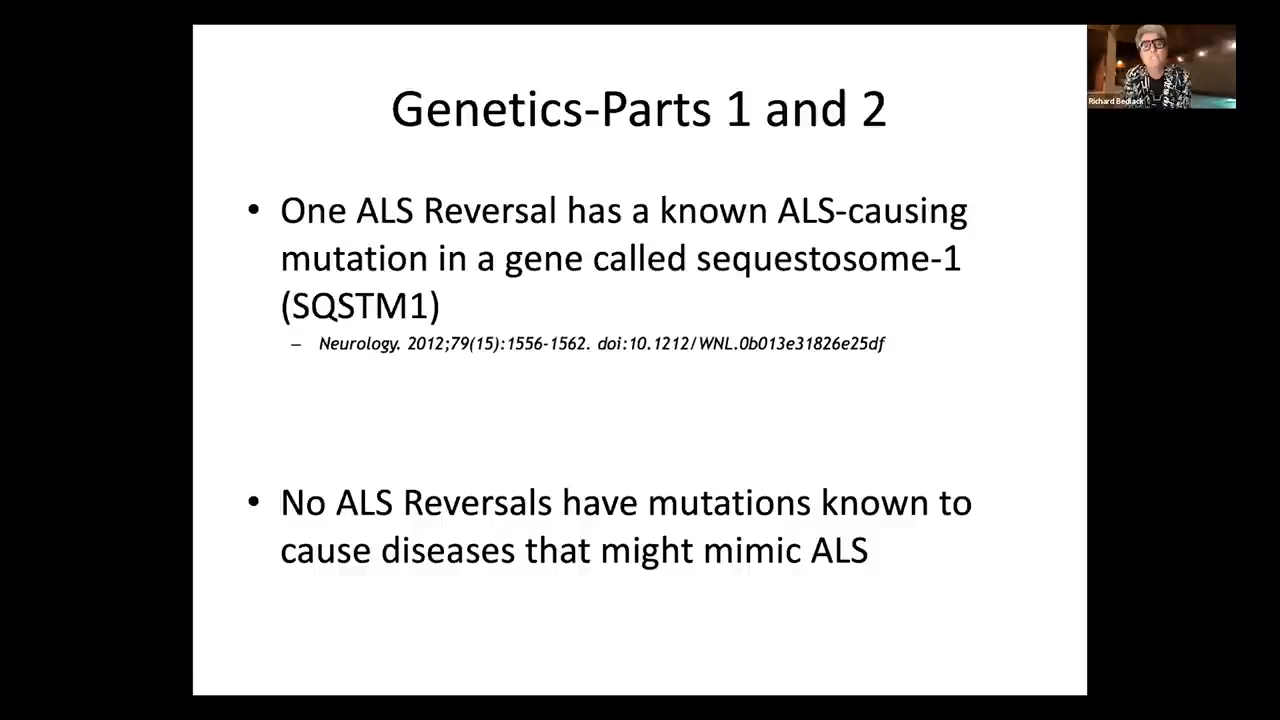 Genetics-Parts 1 and 2
• One ALS Reversal has a known ALS-causing
mutation in a gene called sequestosome-1
(SQSTM1)
– Neurology. 2012;79(15):1556-1562. doi:10.1212/WNL.0b013e31826e25df
• No ALS Reversals have mutations known to
cause diseases that might mimic ALS
Richard Bedlack